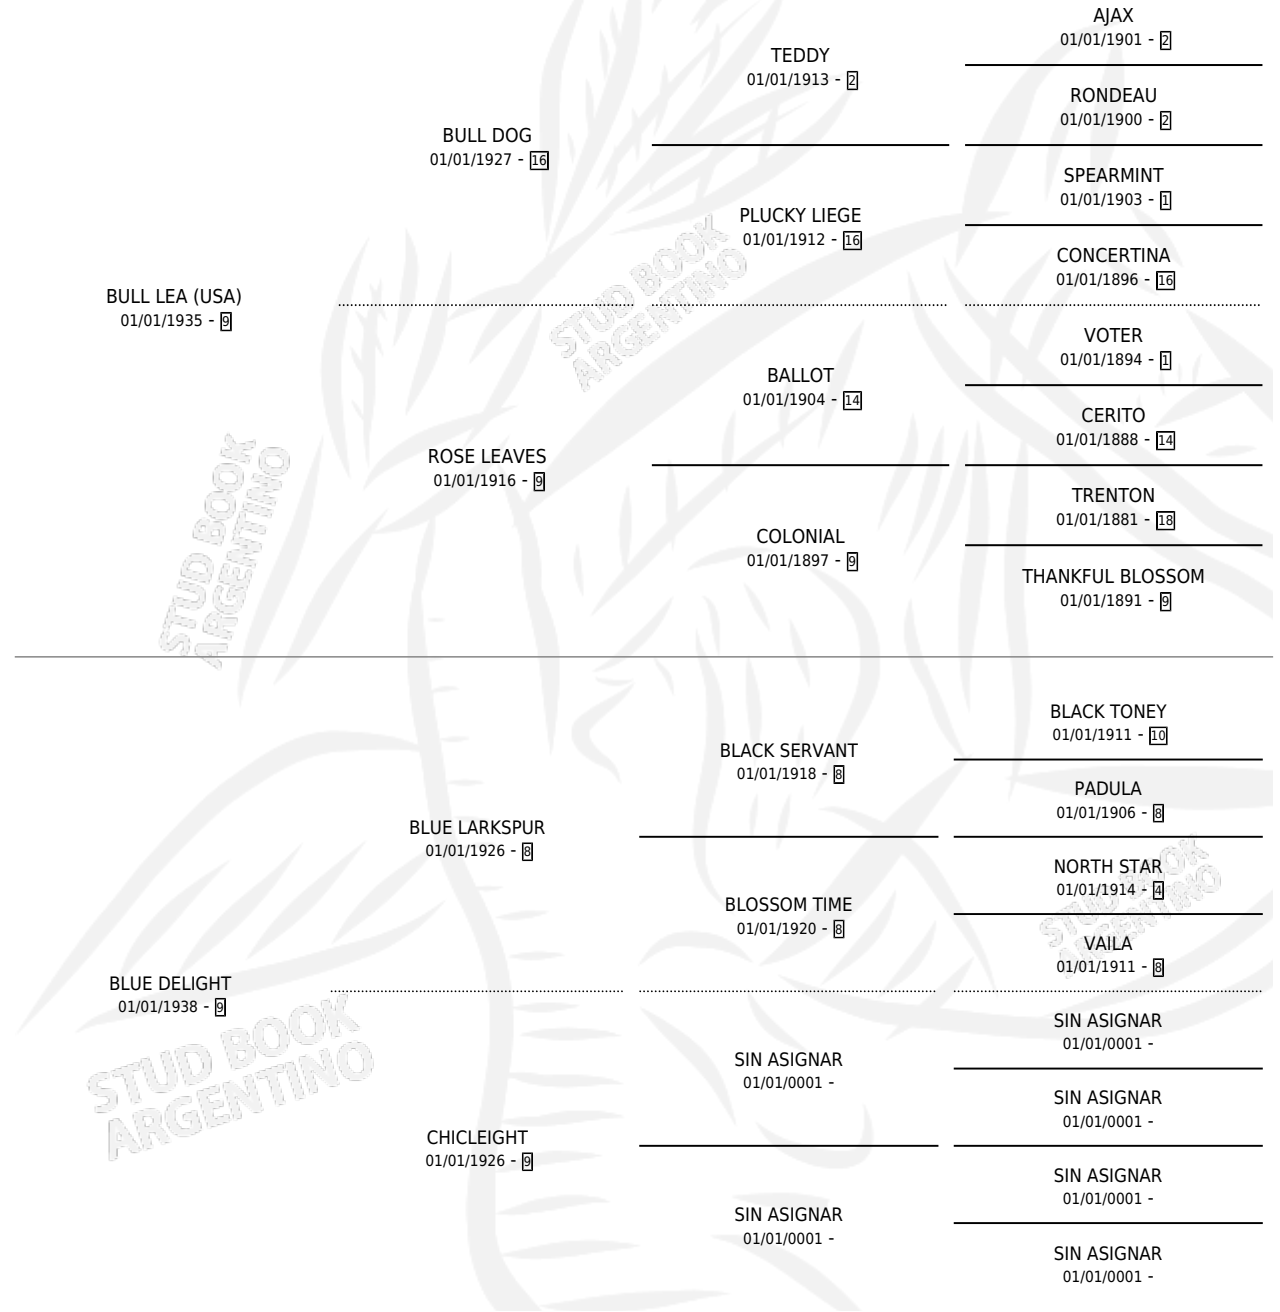 AJAX
01/01/1901 - 2
TEDDY
01/01/1913 - 2
RONDEAU
01/01/1900 - 2
BULL DOG
01/01/1927 - 16
SPEARMINT
01/01/1903 - 1
PLUCKY LIEGE
01/01/1912 - 16
CONCERTINA
01/01/1896 - 16
BULL LEA (USA)
01/01/1935 - 9
VOTER
01/01/1894 - 1
BALLOT
01/01/1904 - 14
CERITO
01/01/1888 - 14
ROSE LEAVES
01/01/1916 - 9
TRENTON
01/01/1881 - 18
COLONIAL
01/01/1897 - 9
THANKFUL BLOSSOM
01/01/1891 - 9
BLACK TONEY
01/01/1911 - 10
BLACK SERVANT
01/01/1918 - 8
PADULA
01/01/1906 - 8
BLUE LARKSPUR
01/01/1926 - 8
NORTH STAR
01/01/1914 - 4
BLOSSOM TIME
01/01/1920 - 8
VAILA
01/01/1911 - 8
BLUE DELIGHT
01/01/1938 - 9
SIN ASIGNAR
01/01/0001 -
SIN ASIGNAR
01/01/0001 -
SIN ASIGNAR
01/01/0001 -
CHICLEIGHT
01/01/1926 - 9
SIN ASIGNAR
01/01/0001 -
SIN ASIGNAR
01/01/0001 -
SIN ASIGNAR
01/01/0001 -
STUD BOOK
ARGENTINO
STUD BOOK
ARGENTINO
STUD BOOK
ARGENTINO
STUD BOOK
ARGENTINO